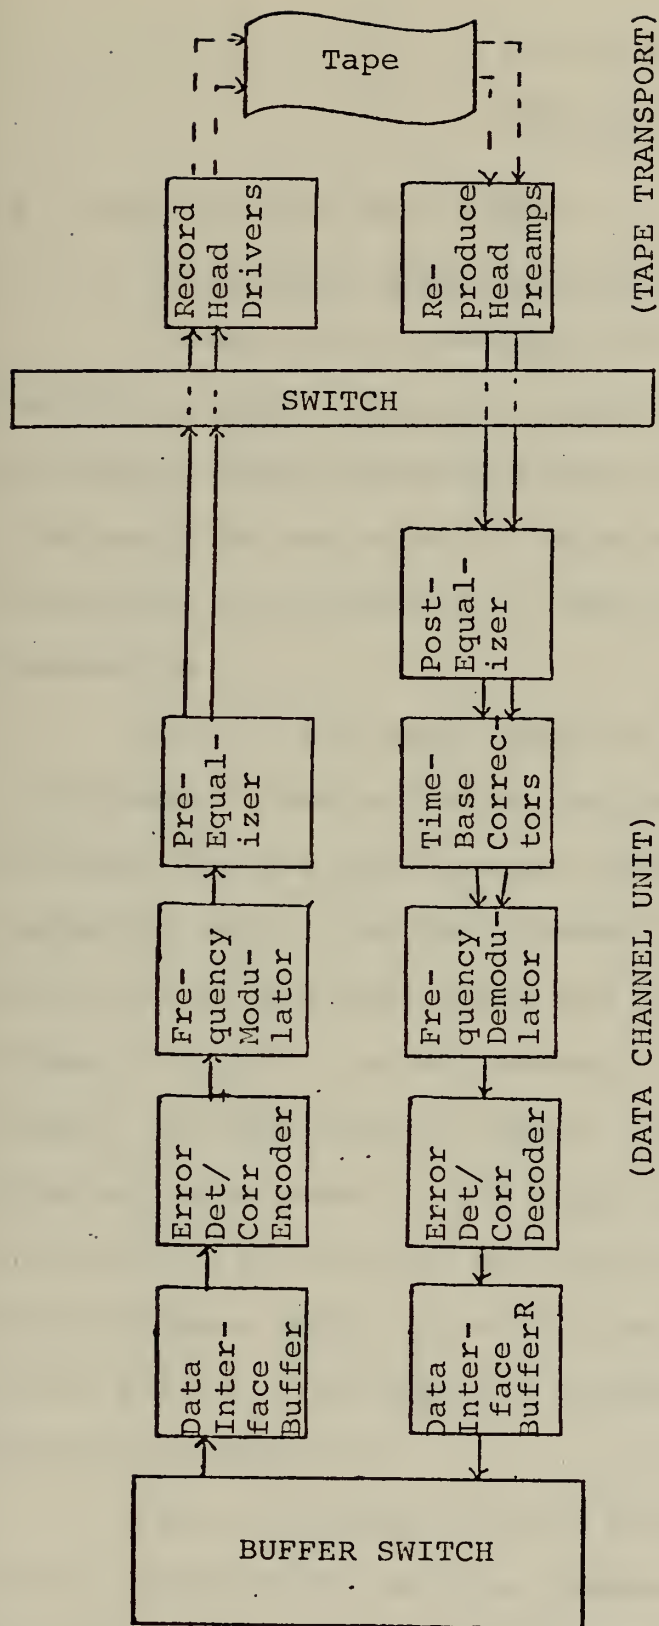 BUFFER SWITCH
Data
Inter-
face
Buffer
Error
Det/
Corr
Encoder
Fre-
quency
Modu-
lator
Pre-
Equal-
izer
SWITCH
Record
Head
Drivers
Tape
Re-
produce
Head
Preamps
Post-
Equal-
izer
Time-
Base
Correc-
tors
Fre-
quency
Demodu-
lator
Error
Det/
Corr
Decoder
Data
Inter-
face
BufferR
(DATA CHANNEL UNIT)
(TAPE TRANSPORT)